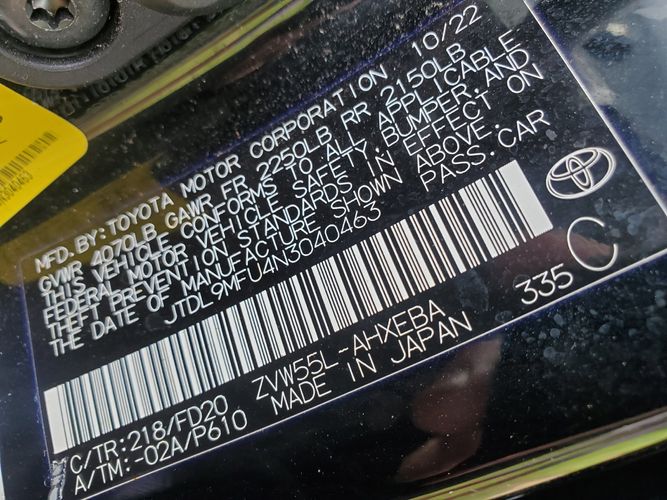 MFD. BY: TOYOTA MOTOR CORPORATION 10/22
GVWR 4070LB GAWR FR 2250LB RR 2150LB
THIS VEHICLE CONFORMS TO ALL APPLICABLE
FEDERAL MOTOR VEHICLE SAFETY, BUMPER, AND
THEFT PREVENTION STANDARDS IN EFFECT ON
THE DATE OF MANUFACTURE SHOWN ABOVE.
JTDL9MFU4N3040463 PASS. CAR
C/TR:218/FD20 ZVW55L-AHXEBA 335 C
A/TM:-02A/P610 MADE IN JAPAN
N3040463